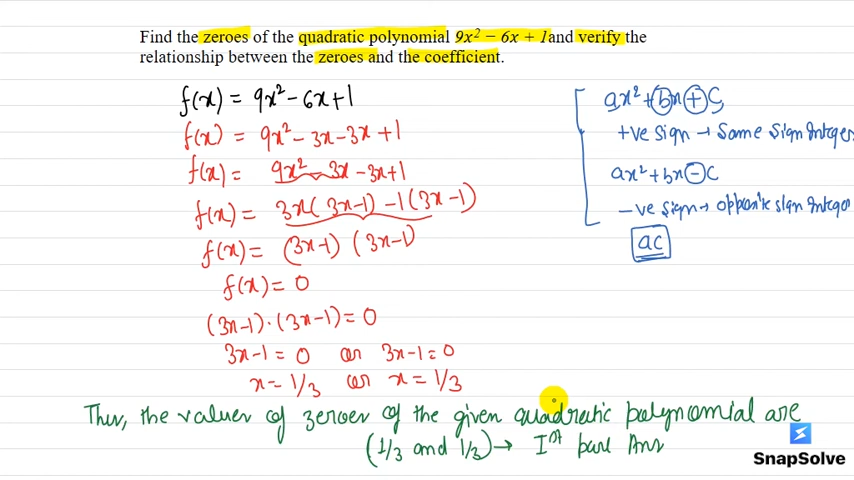 Find the zeroes of the quadratic polynomial 9x² − 6x + 1and verify the
relationship between the zeroes and the coefficient.
f(x) = 9x² - 6x + 1
f(x) = 9x² - 3x - 3x + 1
f(x) = 9x² - 3x - 3x + 1
f(x) = 3x(3x-1) -1(3x-1)
f(x) = (3x-1) (3x-1)
f(x) = 0
(3x-1)·(3x-1) = 0
3x-1 = 0 or 3x-1 = 0
x = 1/3 or x = 1/3
ax² + bx + c
+ve sign → Same sign Integer
ax² + bx - c
-ve sign → opposite sign Integer
ac
Thus, the values of zeroes of the given quadratic polynomial are
(1/3 and 1/3) → Ist part Ans
SnapSolve